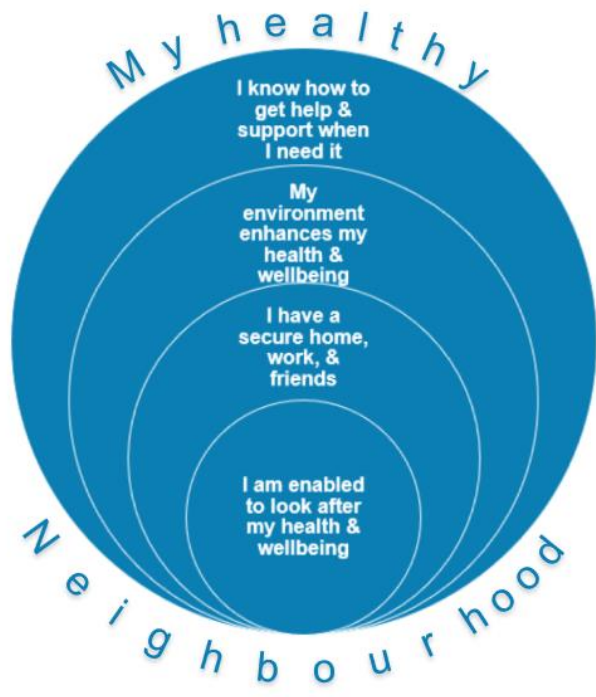 My healthy
I know how to
get help &
support when
I need it
My
environment
enhances my
health &
wellbeing
I have a
secure home,
work, &
friends
I am enabled
to look after
my health &
wellbeing
Neighbourhood